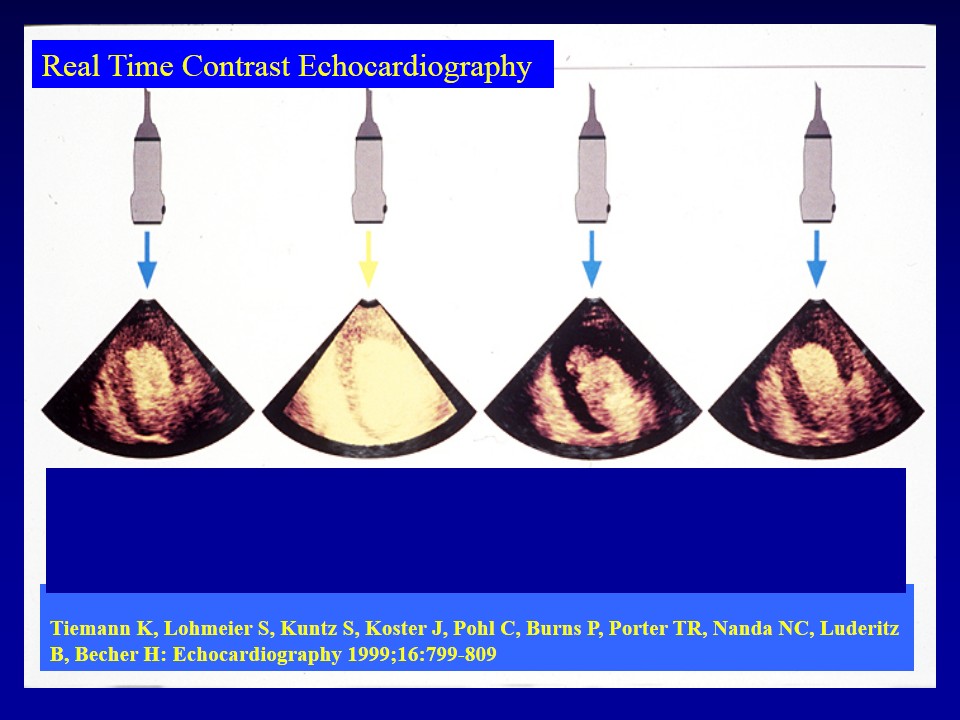 Real Time Contrast Echocardiography
Tiemann K, Lohmeier S, Kuntz S, Koster J, Pohl C, Burns P, Porter TR, Nanda NC, Luderitz
B, Becher H: Echocardiography 1999;16:799-809